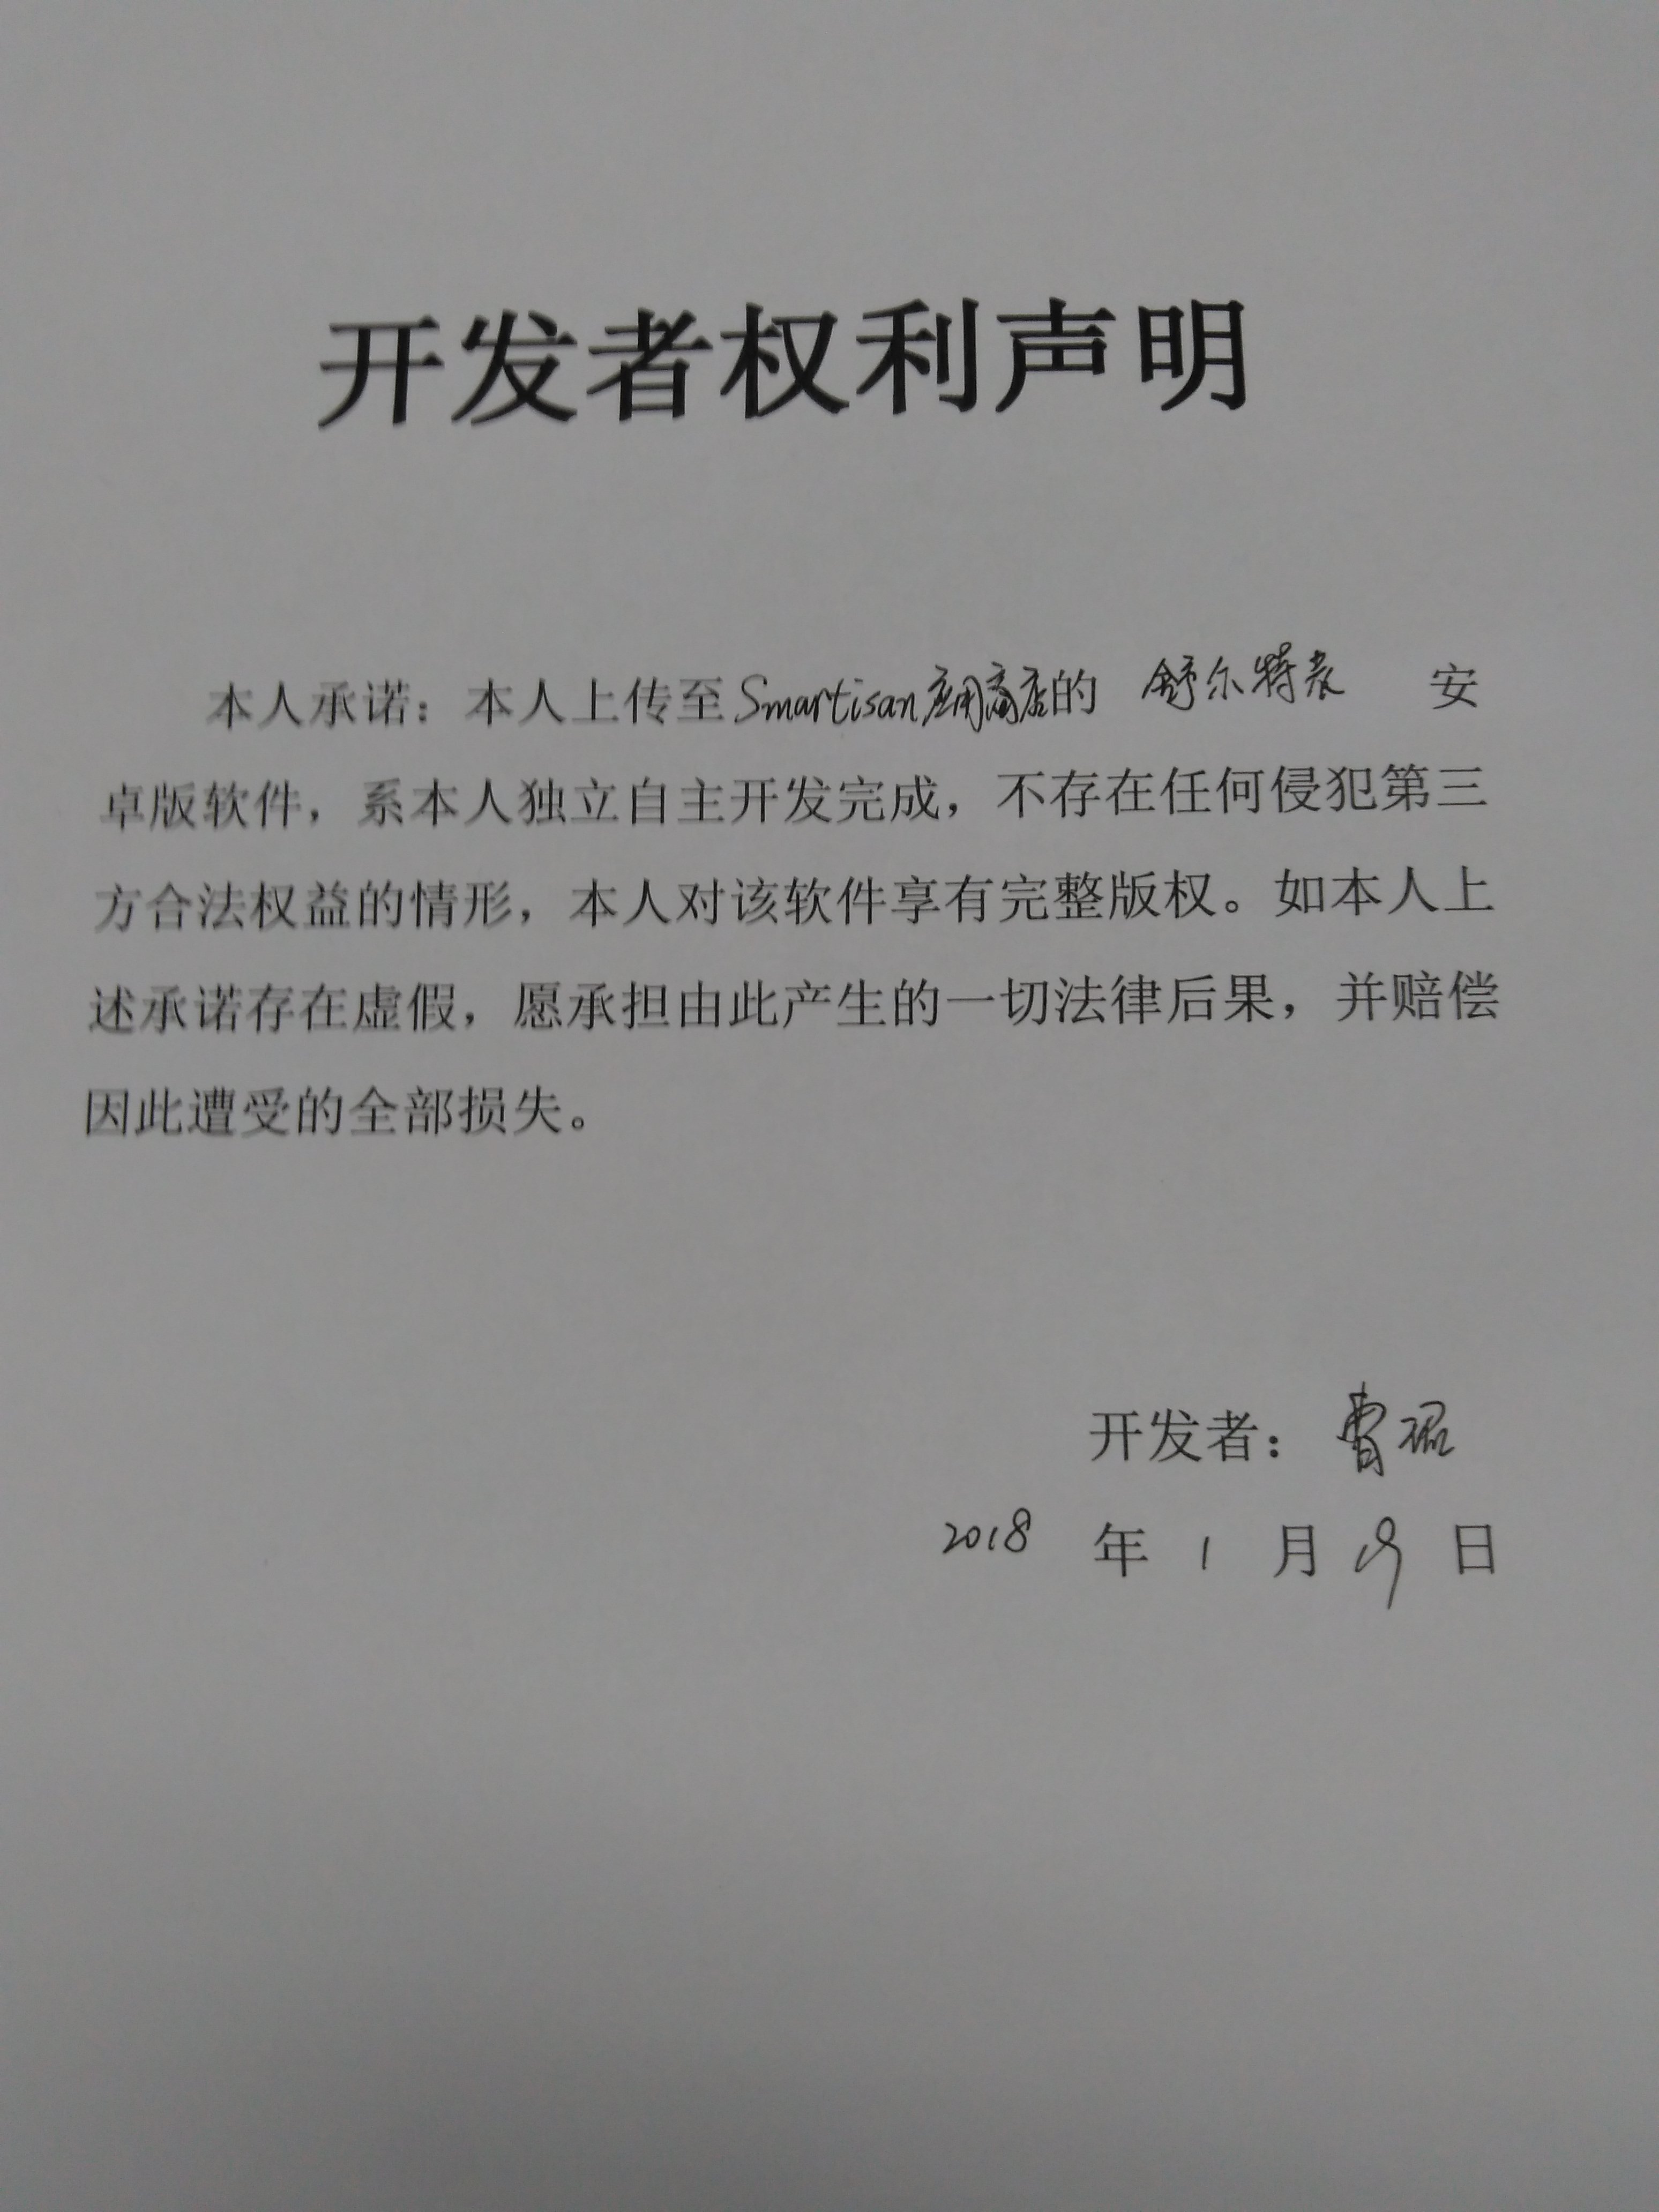 开发者权利声明
本人承诺：本人上传至Smartisan应用商店的 舒尔特表 安
卓版软件，系本人独立自主开发完成，不存在任何侵犯第三
方合法权益的情形，本人对该软件享有完整版权。如本人上
述承诺存在虚假，愿承担由此产生的一切法律后果，并赔偿
因此遭受的全部损失。
开发者：曹
2018 年 1 月 日